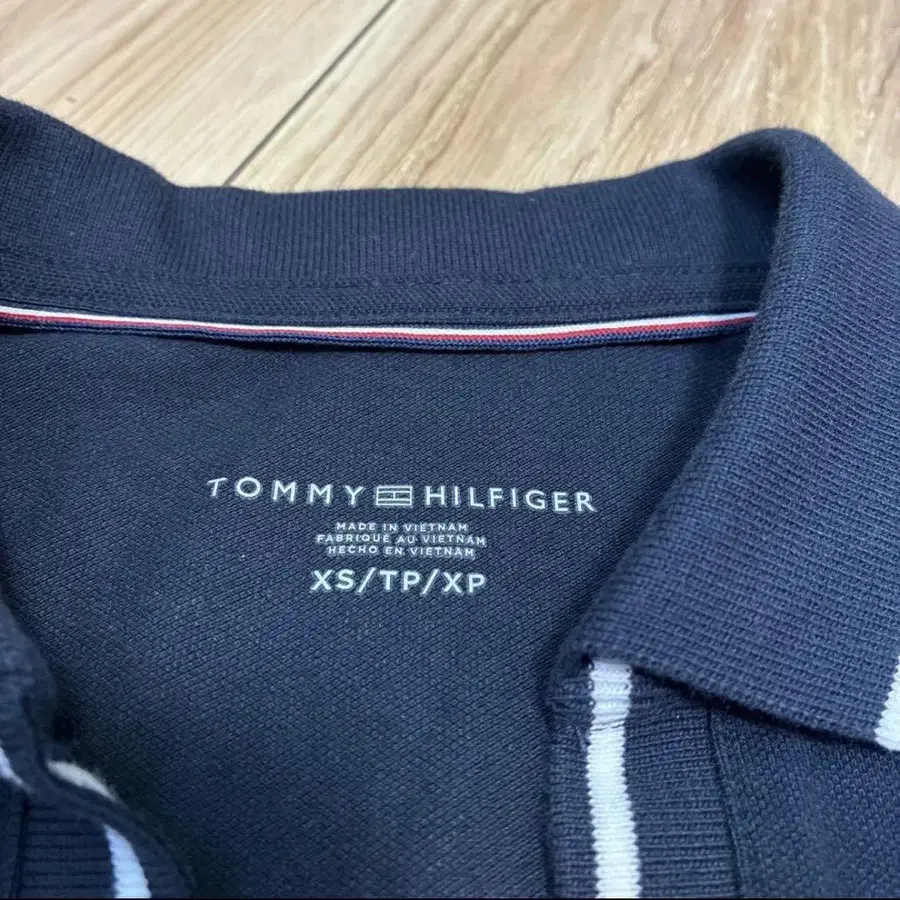 TOMMY HILFIGER
MADE IN VIETNAM
FABRIQUÉ AU VIETNAM
HECHO EN VIETNAM
XS/TP/XP